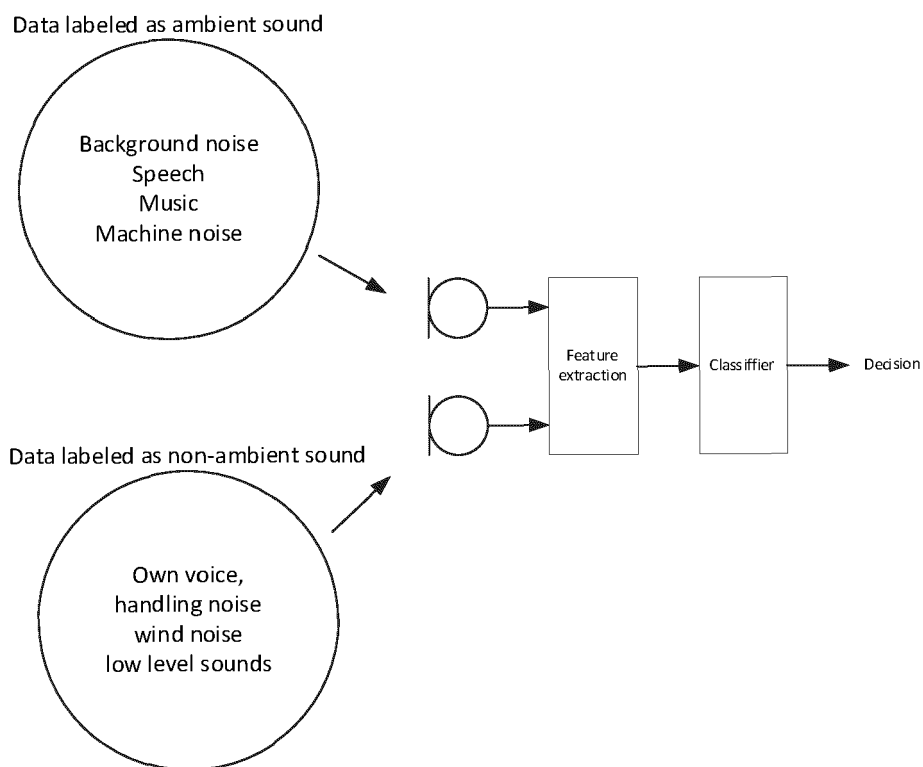 Data labeled as ambient sound
Background noise
Speech
Music
Machine noise
Feature
extraction
Classiffier
Decision
Data labeled as non-ambient sound
Own voice,
handling noise
wind noise
low level sounds